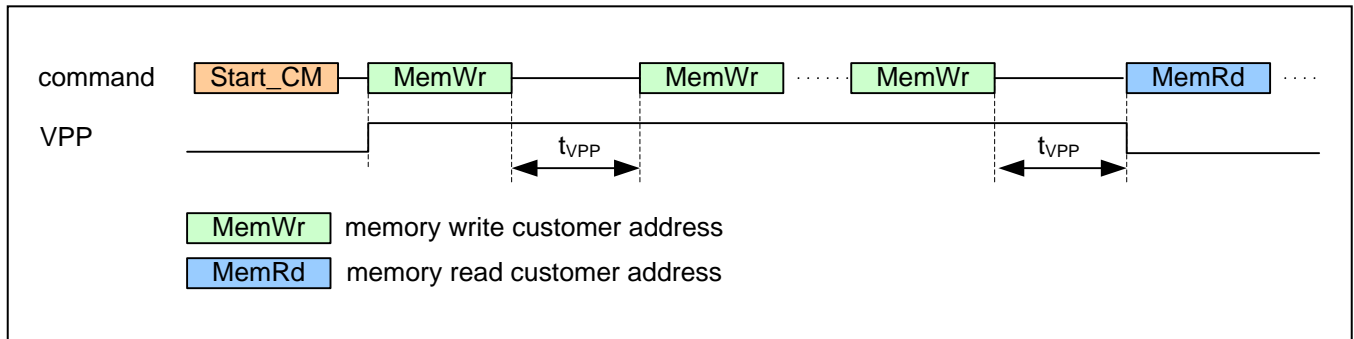 command Start_CM MemWr MemWr ...... MemWr MemRd ....
VPP
tVPP tVPP
MemWr memory write customer address
MemRd memory read customer address